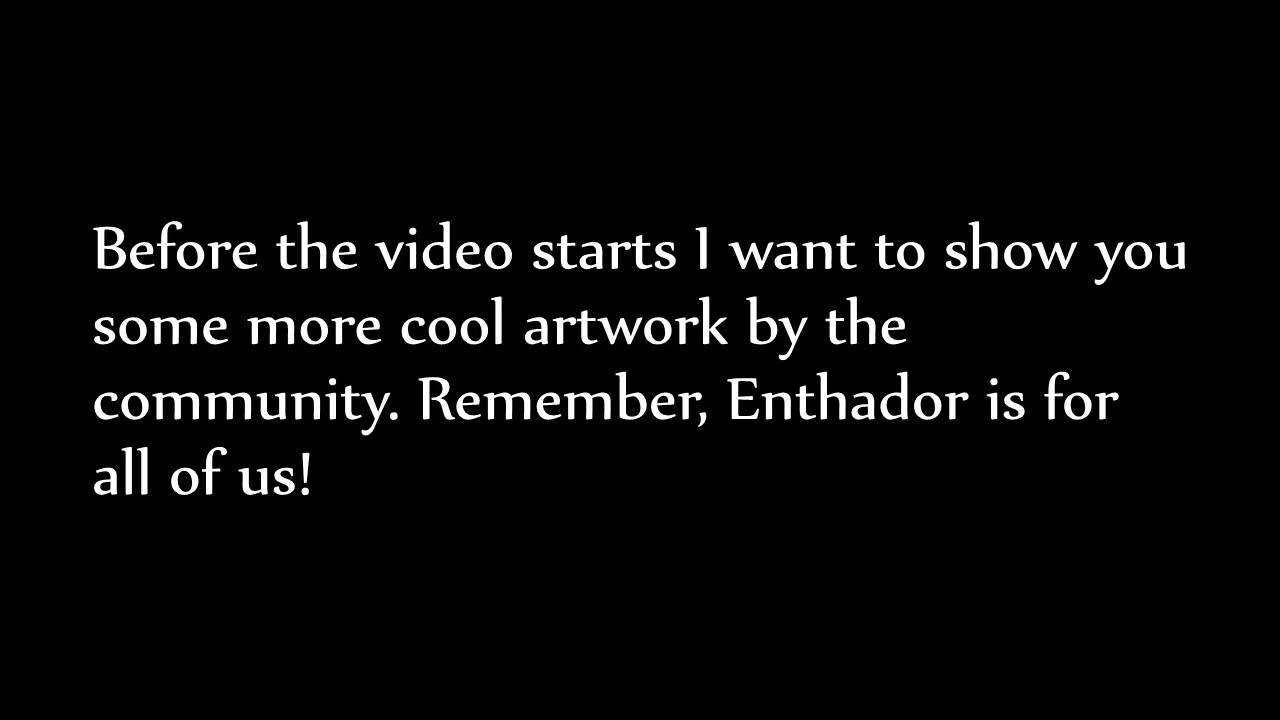 Before the video starts I want to show you
some more cool artwork by the
community. Remember, Enthador is for
all of us!